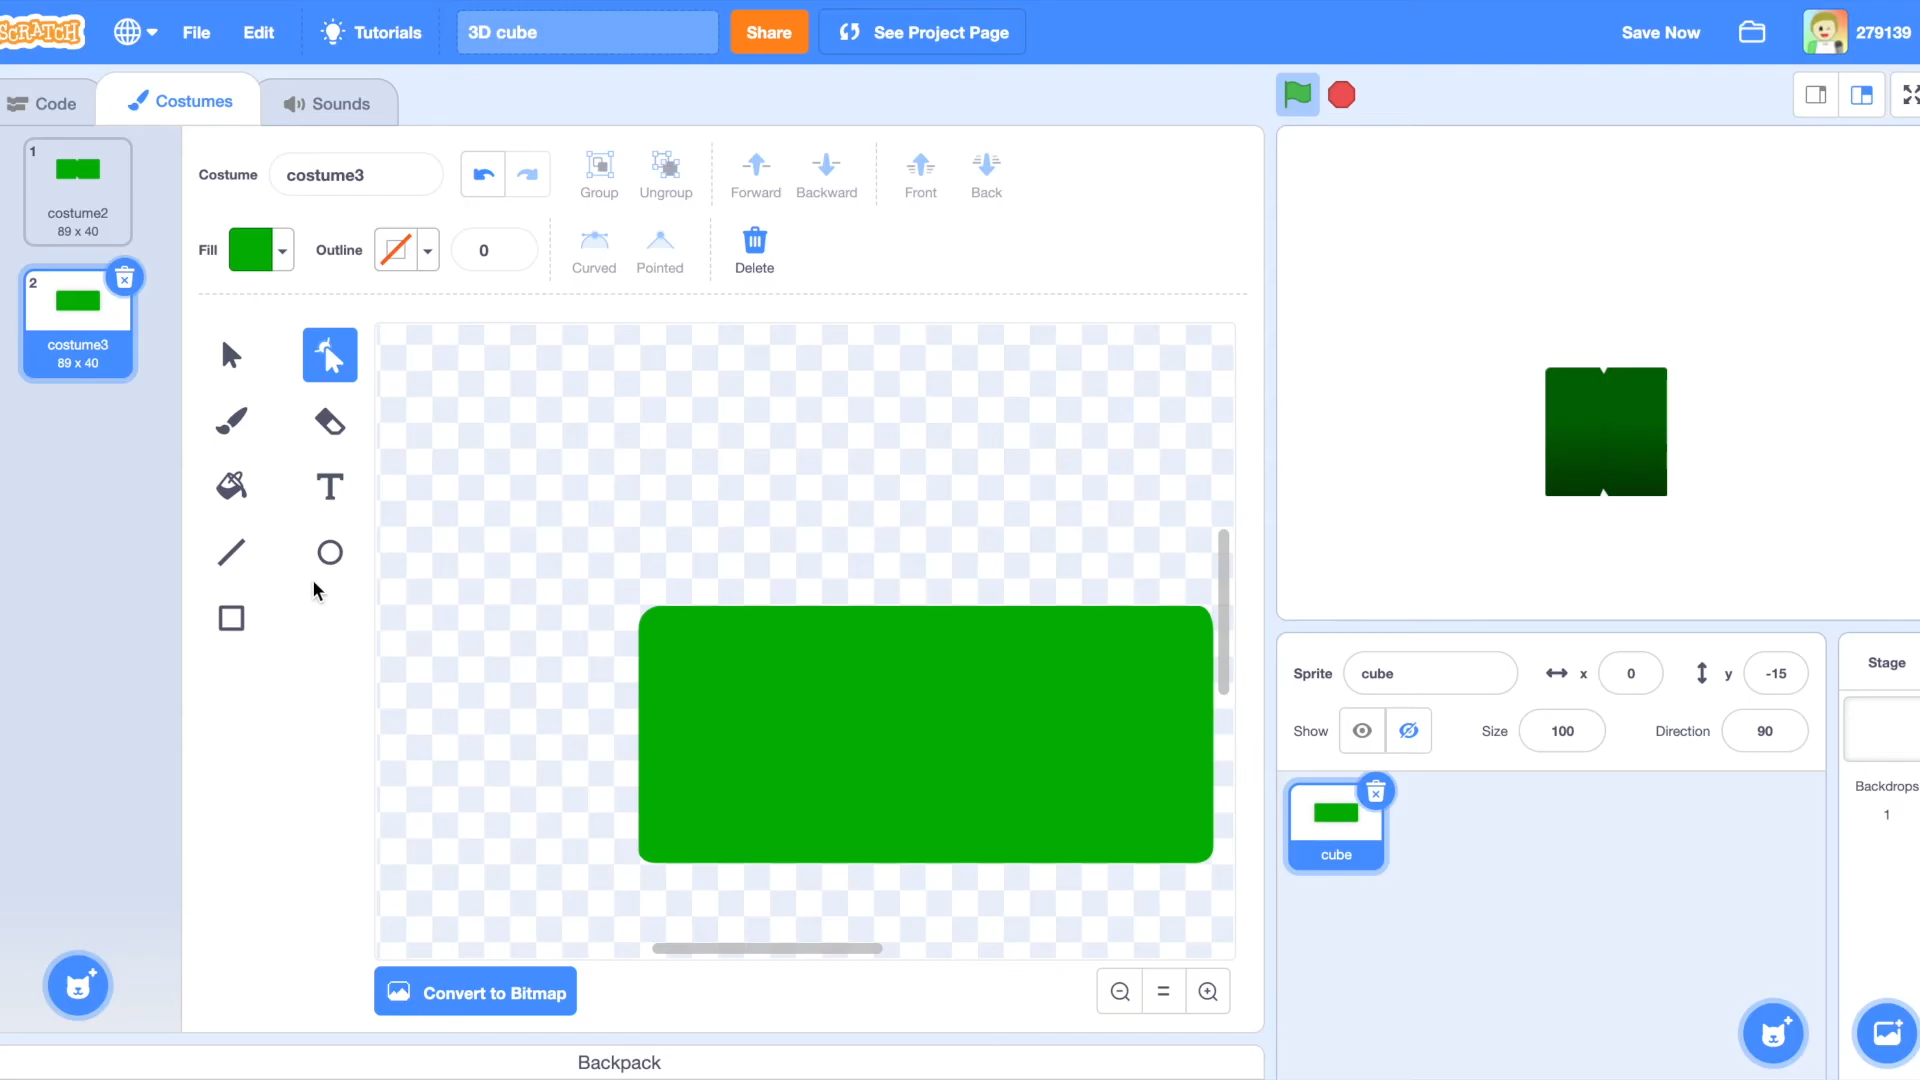 SCRATCH File Edit Tutorials 3D cube Share See Project Page Save Now 279139
Code Costumes Sounds
1
costume2
89 x 40
2
costume3
89 x 40
Costume costume3
Group Ungroup Forward Backward Front Back
Fill Outline 0
Curved Pointed Delete
T
Convert to Bitmap
Backpack
Sprite cube x 0 y -15
Show Size 100 Direction 90
cube
Stage
Backdrops
1